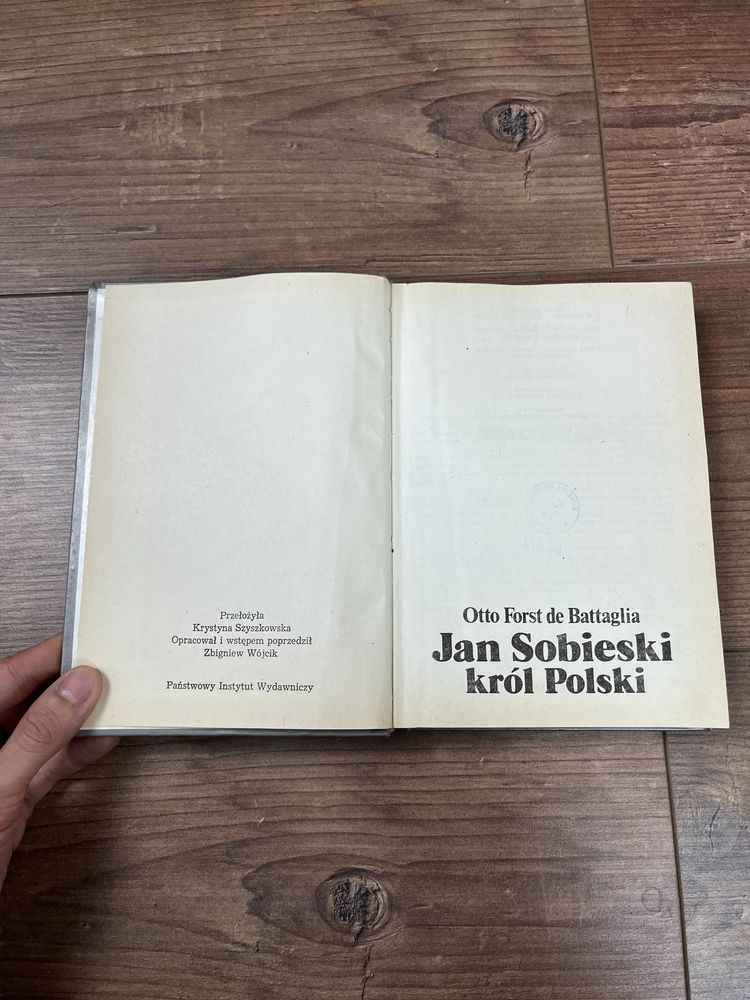 Przełożyła
Krystyna Szyszkowska
Opracował i wstępem poprzedził
Zbigniew Wójcik
Państwowy Instytut Wydawniczy
Otto Forst de Battaglia
Jan Sobieski
król Polski